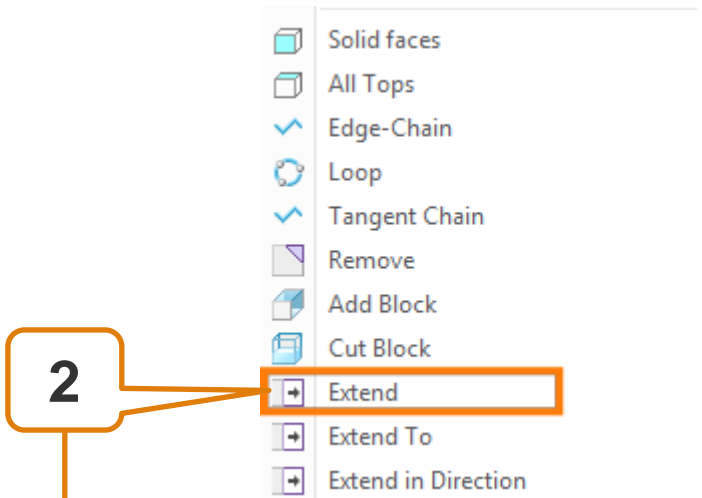 Solid faces
All Tops
Edge-Chain
Loop
Tangent Chain
Remove
Add Block
Cut Block
2
Extend
Extend To
Extend in Direction